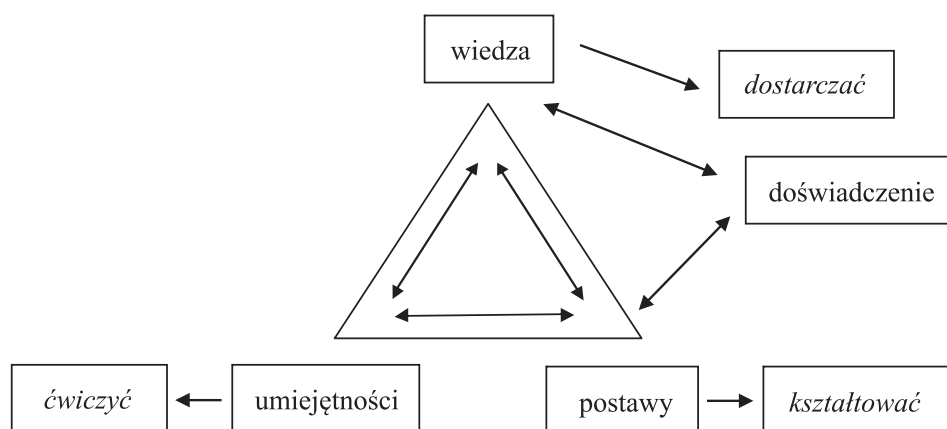 wiedza
dostarczać
doświadczenie
ćwiczyć
umiejętności
postawy
kształtować